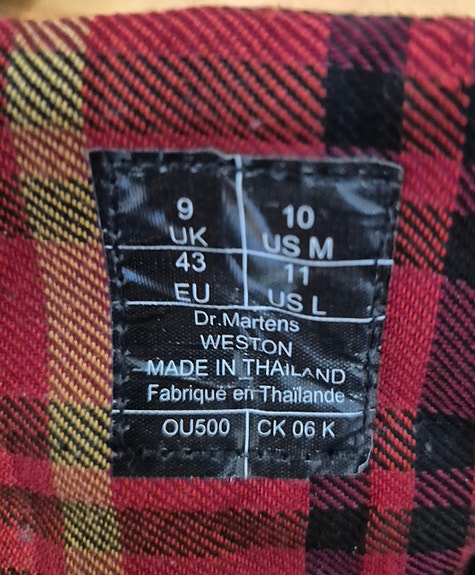 9 10
UK US M
43 11
EU US L
Dr.Martens
WESTON
MADE IN THAILAND
Fabriqué en Thaïlande
OU500 CK 06 K